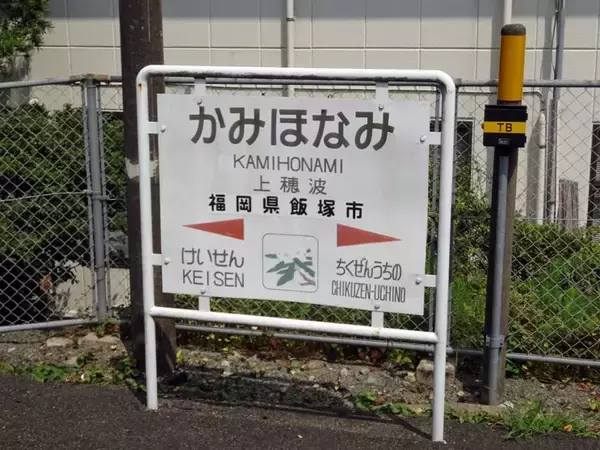 かみほなみ
KAMIHONAMI
上穂波
福岡県飯塚市
けいせん
KEISEN
ちくぜんうちの
CHIKUZEN-UCHINO
TB